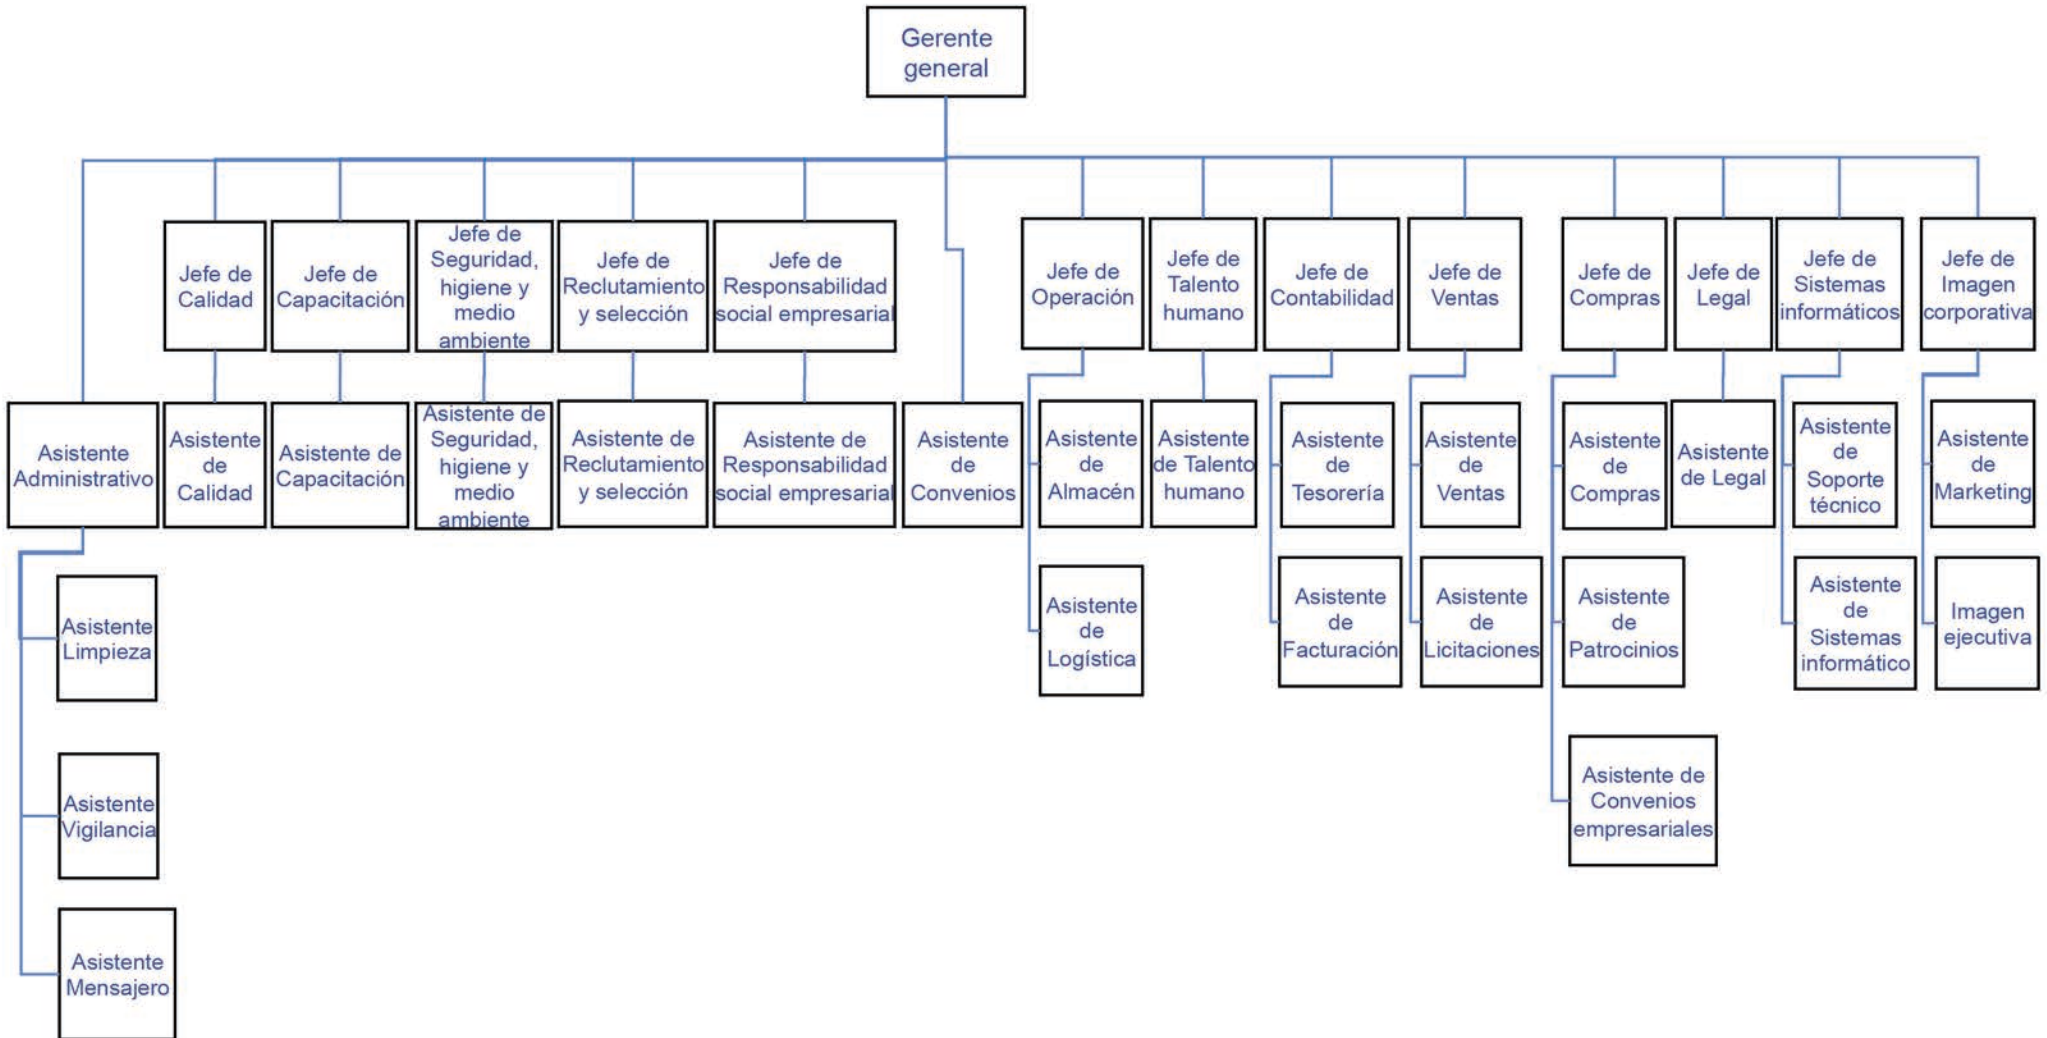 Gerente
general
Jefe de
Calidad
Jefe de
Capacitación
Jefe de
Seguridad,
higiene y
medio
ambiente
Jefe de
Reclutamiento
y selección
Jefe de
Responsabilidad
social empresarial
Jefe de
Operación
Jefe de
Talento
humano
Jefe de
Contabilidad
Jefe de
Ventas
Jefe de
Compras
Jefe de
Legal
Jefe de
Sistemas
informáticos
Jefe de
Imagen
corporativa
Asistente
Administrativo
Asistente
de
Calidad
Asistente de
Capacitación
Asistente de
Seguridad,
higiene y
medio
ambiente
Asistente de
Reclutamiento
y selección
Asistente de
Responsabilidad
social empresarial
Asistente
de
Convenios
Asistente
de
Almacén
Asistente
de Talento
humano
Asistente
de
Tesorería
Asistente
de
Ventas
Asistente
de
Compras
Asistente
de Legal
Asistente
de
Soporte
técnico
Asistente
de
Marketing
Asistente
Limpieza
Asistente
de
Logística
Asistente
de
Facturación
Asistente
de
Licitaciones
Asistente
de
Patrocinios
Asistente
de
Sistemas
informático
Imagen
ejecutiva
Asistente
Vigilancia
Asistente de
Convenios
empresariales
Asistente
Mensajero